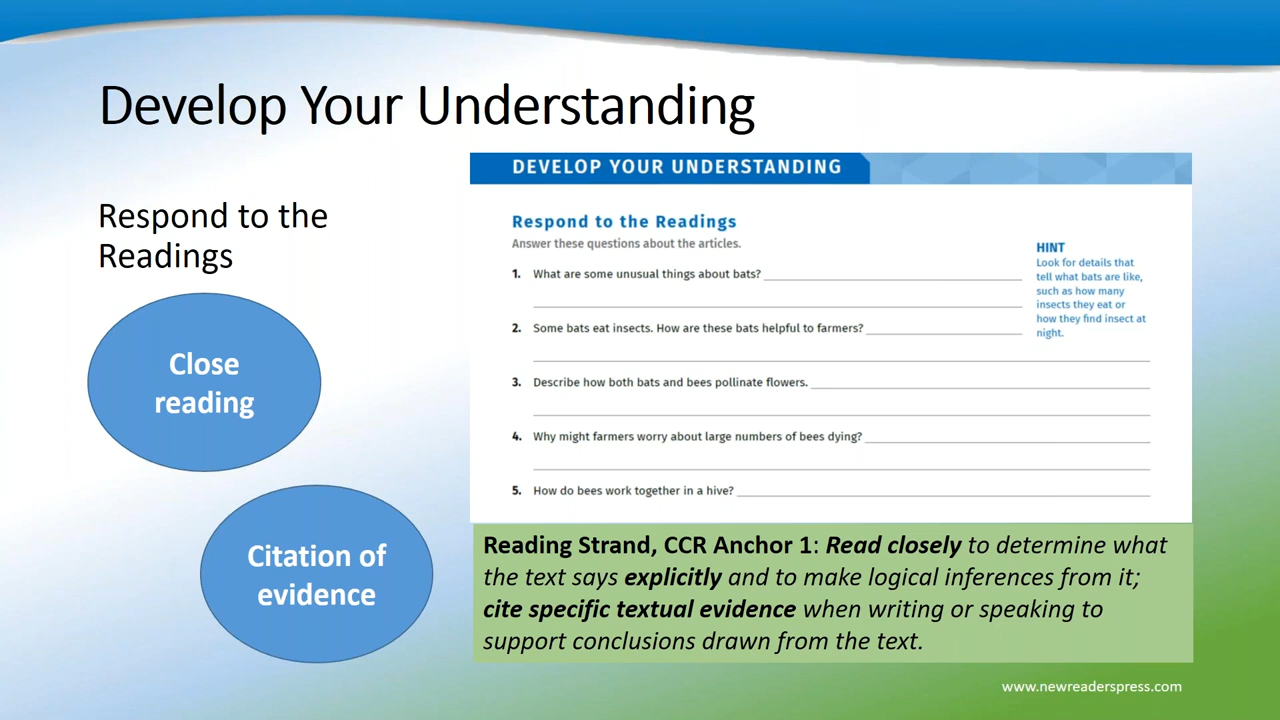 Develop Your Understanding
Respond to the
Readings
Close
reading
Citation of
evidence
DEVELOP YOUR UNDERSTANDING
Respond to the Readings
Answer these questions about the articles.
1. What are some unusual things about bats?
2. Some bats eat insects. How are these bats helpful to farmers?
3. Describe how both bats and bees pollinate flowers.
4. Why might farmers worry about large numbers of bees dying?
5. How do bees work together in a hive?
HINT
Look for details that
tell what bats are like,
such as how many
insects they eat or
how they find insect at
night.
Reading Strand, CCR Anchor 1: Read closely to determine what
the text says explicitly and to make logical inferences from it;
cite specific textual evidence when writing or speaking to
support conclusions drawn from the text.
www.newreaderspress.com